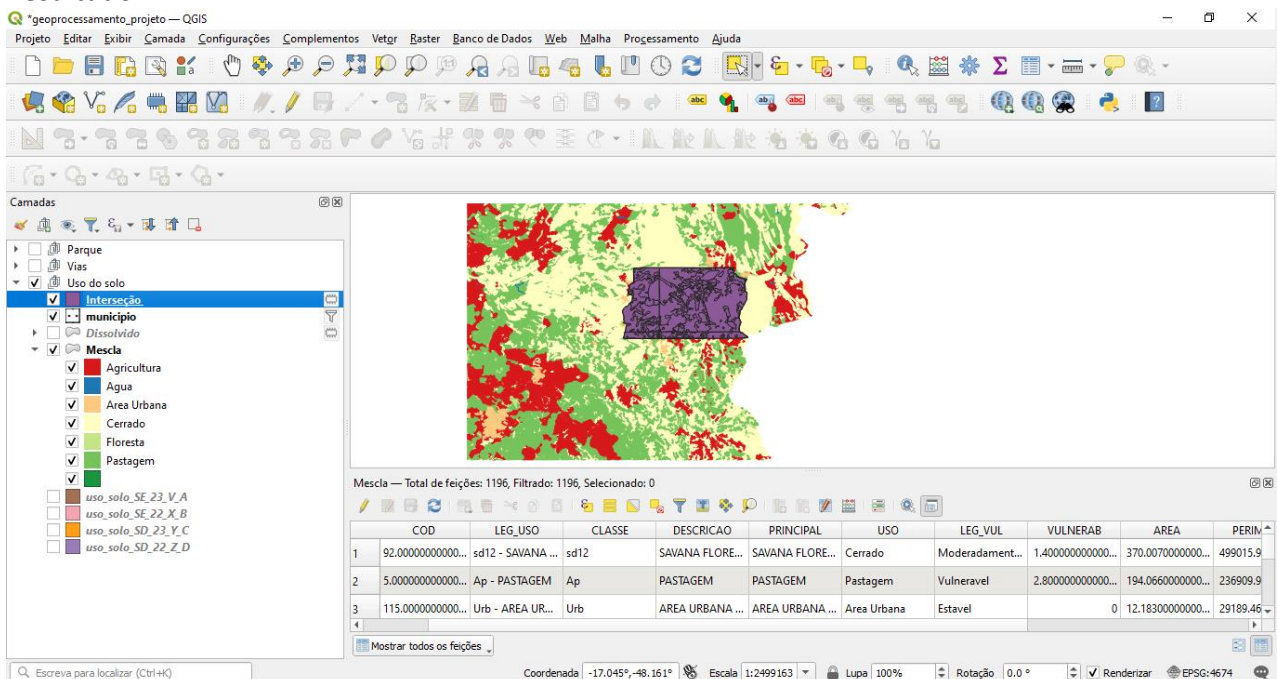 *geoprocessamento_projeto — QGIS
Projeto Editar Exibir Camada Configurações Complementos Vetor Raster Banco de Dados Web Malha Processamento Ajuda
Camadas
Parque
Vias
Uso do solo
Interseção
municipio
Dissolvido
Mescla
Agricultura
Agua
Area Urbana
Cerrado
Floresta
Pastagem
uso_solo_SE_23_V_A
uso_solo_SE_22_X_B
uso_solo_SD_23_Y_C
uso_solo_SD_22_Z_D
Mescla — Total de feições: 1196, Filtrado: 1196, Selecionado: 0
COD LEG_USO CLASSE DESCRICAO PRINCIPAL USO LEG_VUL VULNERAB AREA PERIM
1 92.00000000000... sd12 - SAVANA ... sd12 SAVANA FLORE... SAVANA FLORE... Cerrado Moderadament... 1.400000000000... 370.0070000000... 499015.9
2 5.000000000000... Ap - PASTAGEM Ap PASTAGEM PASTAGEM Pastagem Vulneravel 2.800000000000... 194.0660000000... 236909.9
3 115.0000000000... Urb - AREA UR... Urb AREA URBANA ... AREA URBANA ... Area Urbana Estavel 0 12.18300000000... 29189.46
Mostrar todos os feições
Escreva para localizar (Ctrl+K) Coordenada -17.045°,-48.161° Escala 1:2499163 Lupa 100% Rotação 0.0 ° Renderizar EPSG:4674